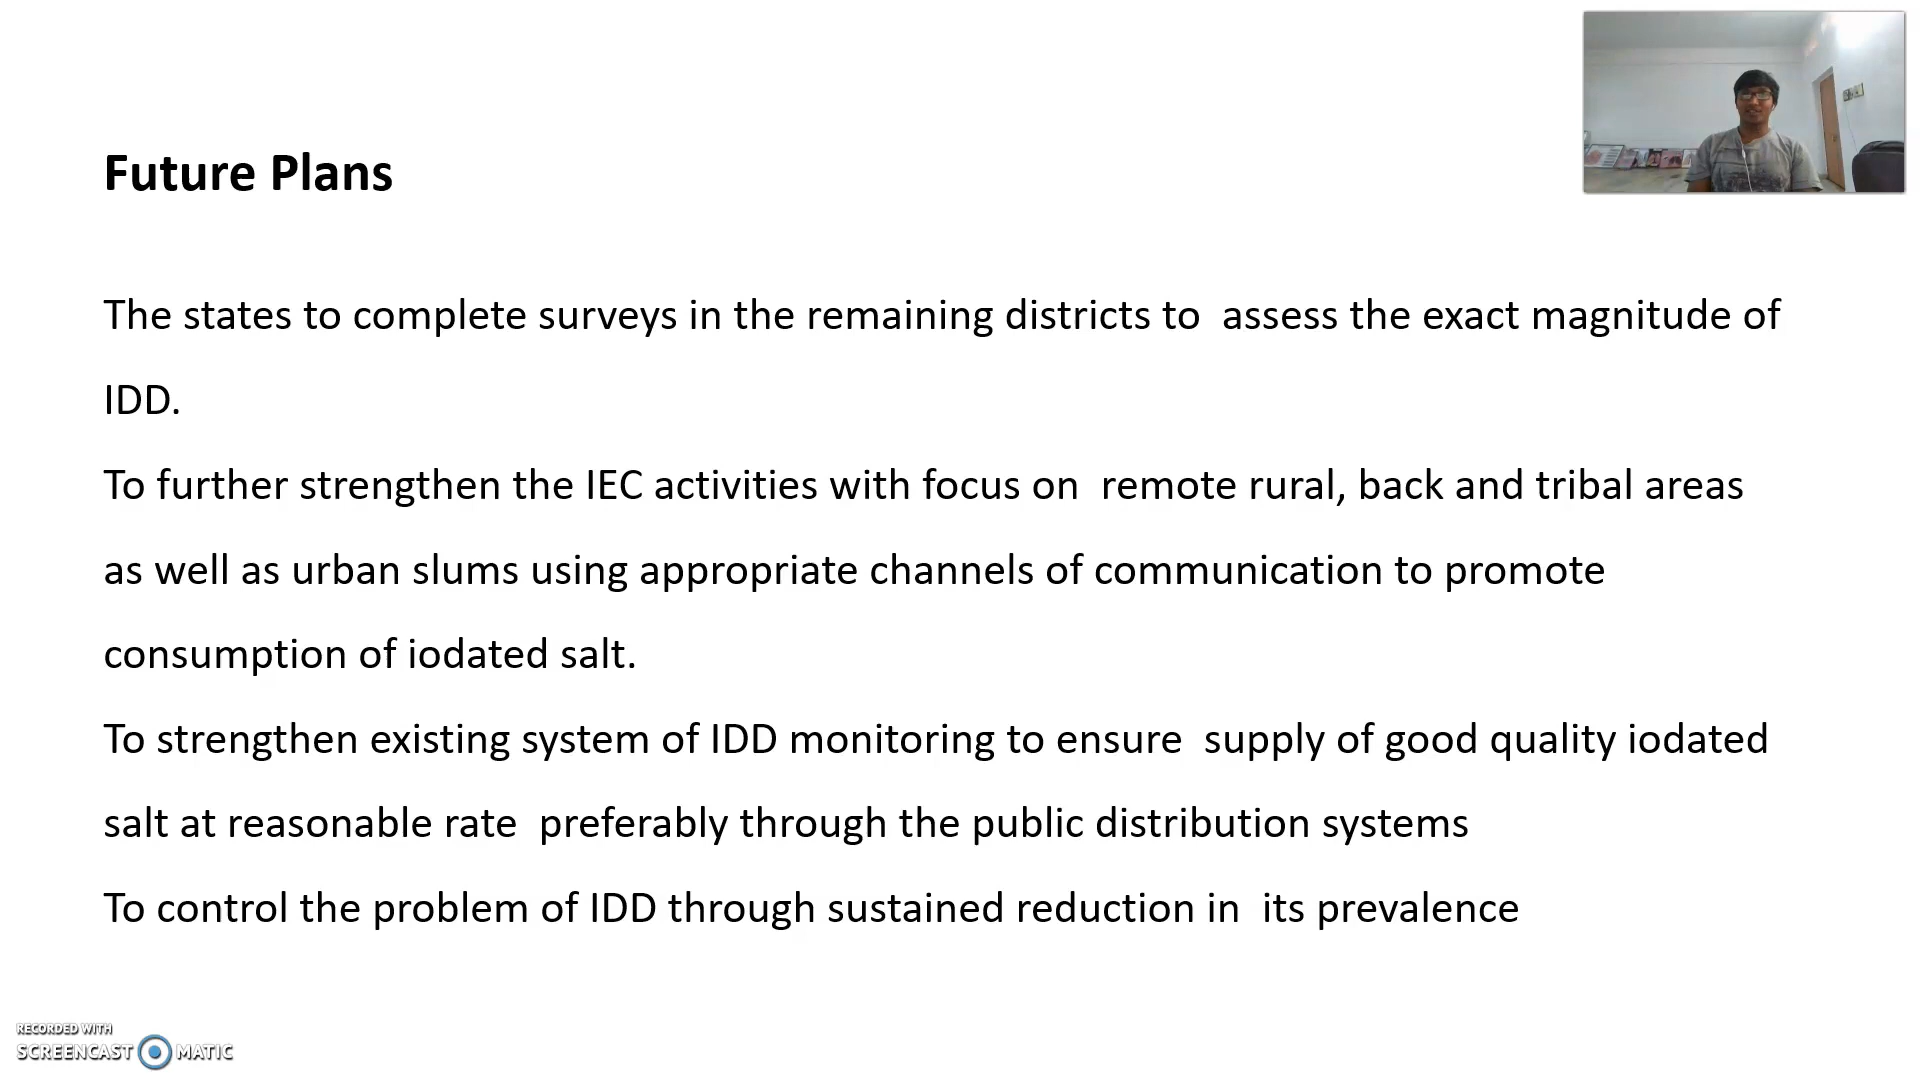 Future Plans
The states to complete surveys in the remaining districts to  assess the exact magnitude of
IDD.
To further strengthen the IEC activities with focus on  remote rural, back and tribal areas
as well as urban slums using appropriate channels of communication to promote
consumption of iodated salt.
To strengthen existing system of IDD monitoring to ensure  supply of good quality iodated
salt at reasonable rate  preferably through the public distribution systems
To control the problem of IDD through sustained reduction in  its prevalence
RECORDED WITH
SCREENCAST MATIC